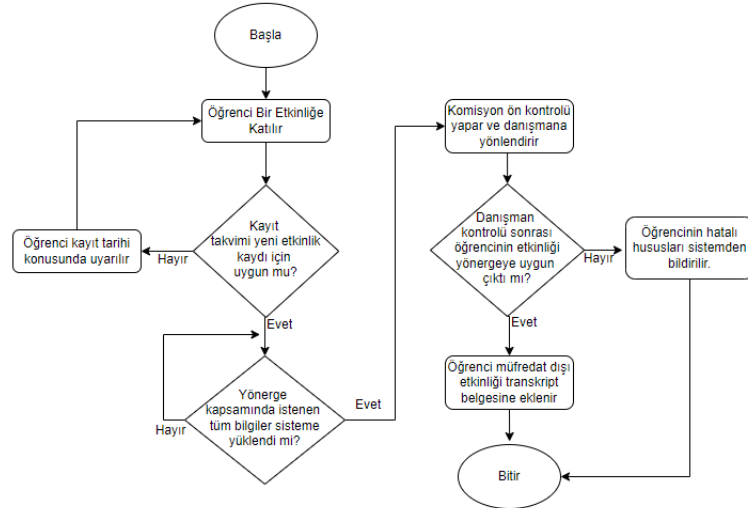 Başla
Öğrenci Bir Etkinliğe
Katılır
Kayıt
takvimi yeni etkinlik
kaydı için
uygun mu?
Hayır
Öğrenci kayıt tarihi
konusunda uyarılır
Evet
Yönerge
kapsamında istenen
tüm bilgiler sisteme
yüklendi mi?
Hayır
Evet
Komisyon ön kontrolü
yapar ve danışmana
yönlendirir
Danışman
kontrolü sonrası
öğrencinin etkinliği
yönergeye uygun
çıktı mı?
Hayır
Öğrencinin hatalı
hususları sistemden
bildirilir.
Evet
Öğrenci müfredat dışı
etkinliği transkript
belgesine eklenir
Bitir